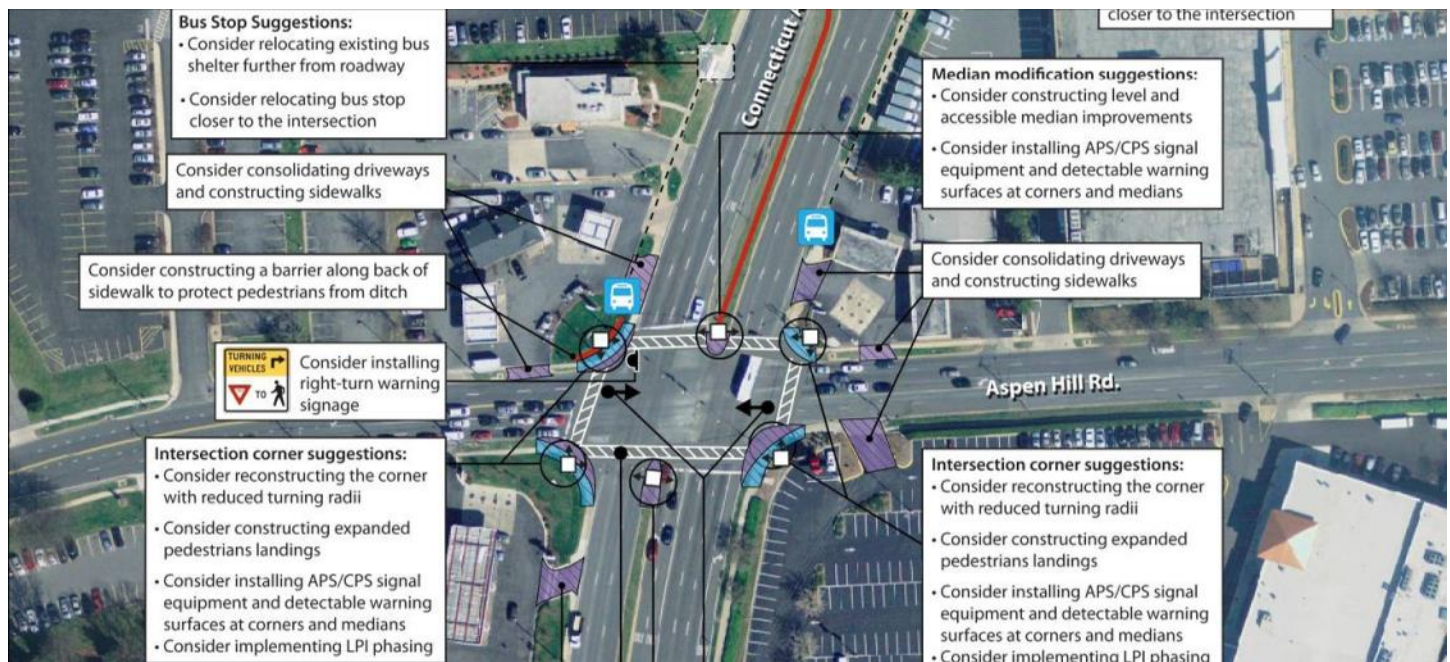 Bus Stop Suggestions:
• Consider relocating existing bus
shelter further from roadway
• Consider relocating bus stop
closer to the intersection
Connecticut
closer to the intersection
Median modification suggestions:
• Consider constructing level and
accessible median improvements
• Consider installing APS/CPS signal
equipment and detectable warning
surfaces at corners and medians
Consider consolidating driveways
and constructing sidewalks
Consider consolidating driveways
and constructing sidewalks
Consider constructing a barrier along back of
sidewalk to protect pedestrians from ditch
TURNING
VEHICLES
TO
Consider installing
right-turn warning
signage
Aspen Hill Rd.
Intersection corner suggestions:
• Consider reconstructing the corner
with reduced turning radii
• Consider constructing expanded
pedestrians landings
• Consider installing APS/CPS signal
equipment and detectable warning
surfaces at corners and medians
• Consider implementing LPI phasing
Intersection corner suggestions:
• Consider reconstructing the corner
with reduced turning radii
• Consider constructing expanded
pedestrians landings
• Consider installing APS/CPS signal
equipment and detectable warning
surfaces at corners and medians
• Consider implementing LPI phasing